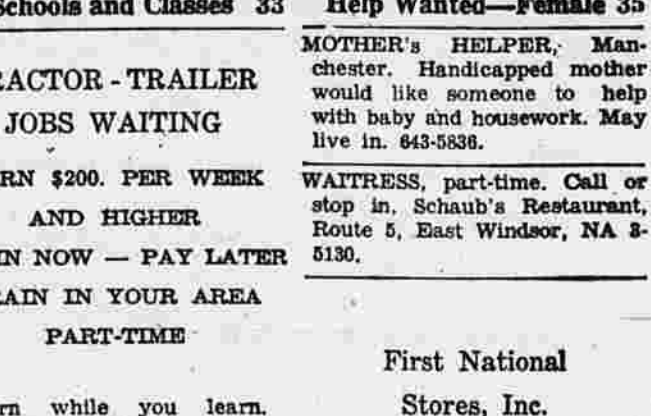 Schools and Classes 33
RACTOR - TRAILER
JOBS WAITING
RN $200. PER WEEK
AND HIGHER
IN NOW — PAY LATER
RAIN IN YOUR AREA
PART-TIME
rn while you learn.
Help Wanted—Female 35
MOTHER's HELPER, Man-
chester. Handicapped mother
would like someone to help
with baby and housework. May
live in. 643-5836.
WAITRESS, part-time. Call or
stop in, Schaub's Restaurant,
Route 5, East Windsor, NA 8-
5130.
First National
Stores, Inc.